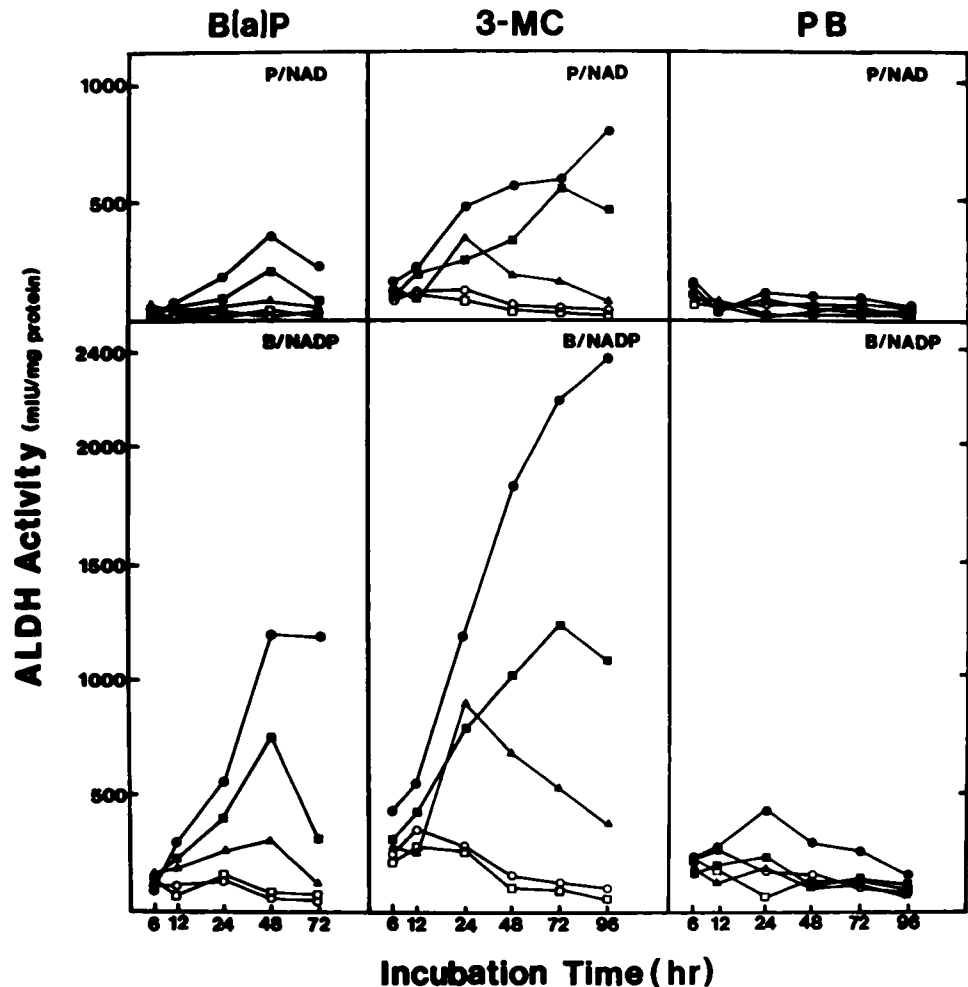 B(a)P 3-MC PB
P/NAD P/NAD P/NAD
1000
500
B/NADP B/NADP B/NADP
2400
2000
1500
1000
500
ALDH Activity (mIU/mg protein)
6 12 24 48 72 6 12 24 48 72 96 6 12 24 48 72 96
Incubation Time (hr)